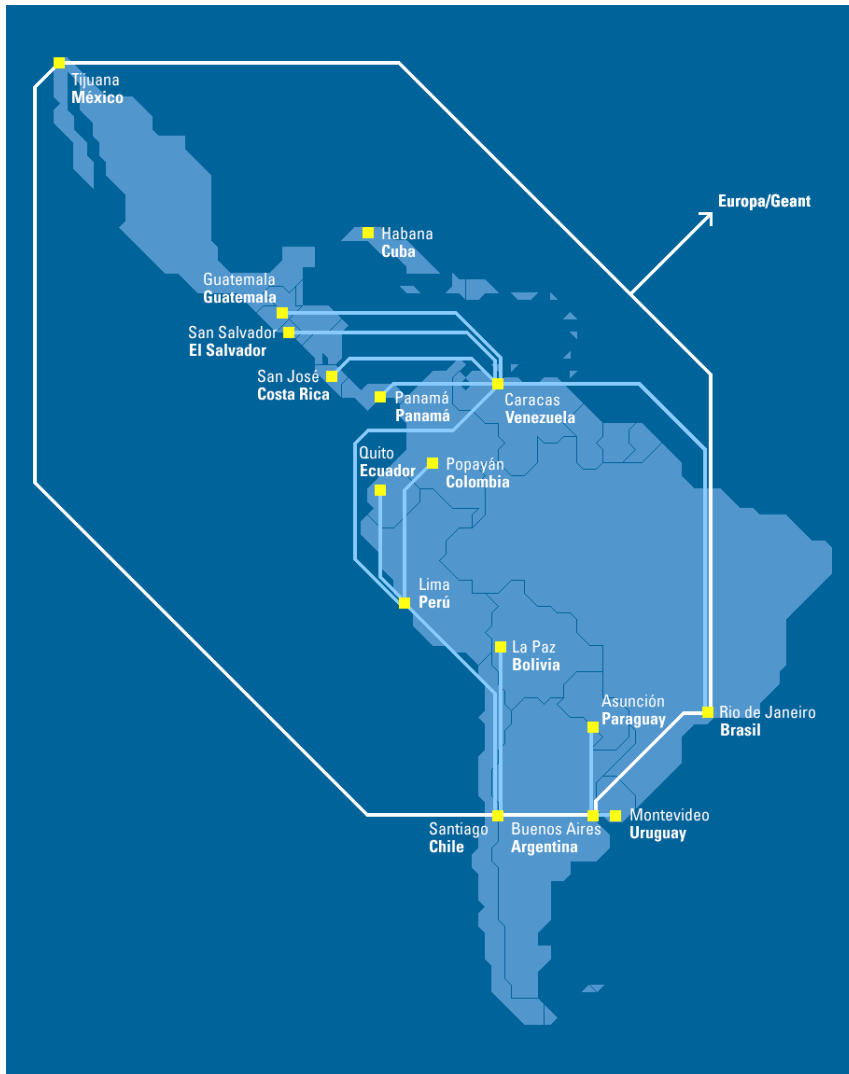 Tijuana
México
Europa/Geant
Habana
Cuba
Guatemala
Guatemala
San Salvador
El Salvador
San José
Costa Rica
Panamá
Panamá
Caracas
Venezuela
Quito
Ecuador
Popayán
Colombia
Lima
Perú
La Paz
Bolivia
Asunción
Paraguay
Rio de Janeiro
Brasil
Santiago
Chile
Buenos Aires
Argentina
Montevideo
Uruguay